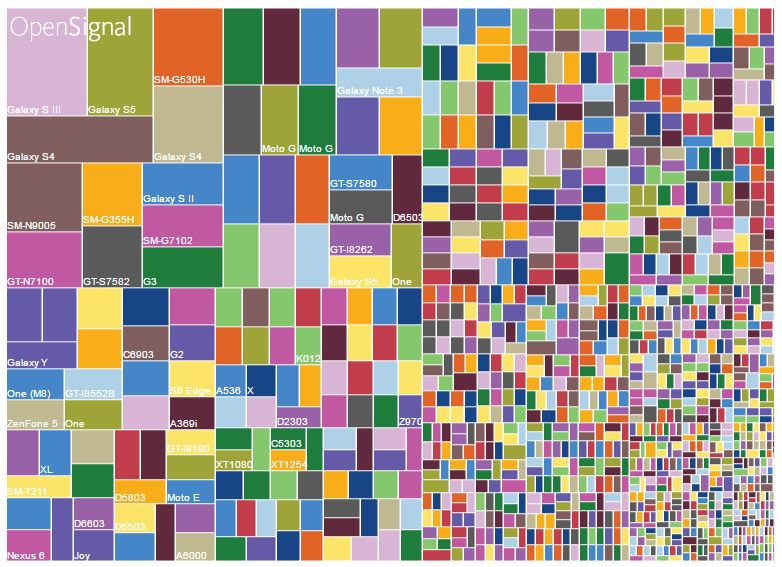 OpenSignal
SM-G530H
Galaxy S III
Galaxy S5
Galaxy Note 3
Galaxy S4
Galaxy S4
Moto G
Moto G
SM-N9005
SM-G355H
Galaxy S II
GT-S7580
Moto G
D6503
SM-G7102
GT-I8262
GT-N7100
GT-S7582
G3
Galaxy S5
One
Galaxy Y
C6903
G2
K012
One (M8)
GT-I8552B
S6 Edge
A536
X
ZenFone 5
One
A369i
D2303
Z970
XL
GT-I9190
C5303
XT1080
XT1254
SM-T211
D5803
Moto E
D6603
D5503
Nexus 6
Joy
A6000